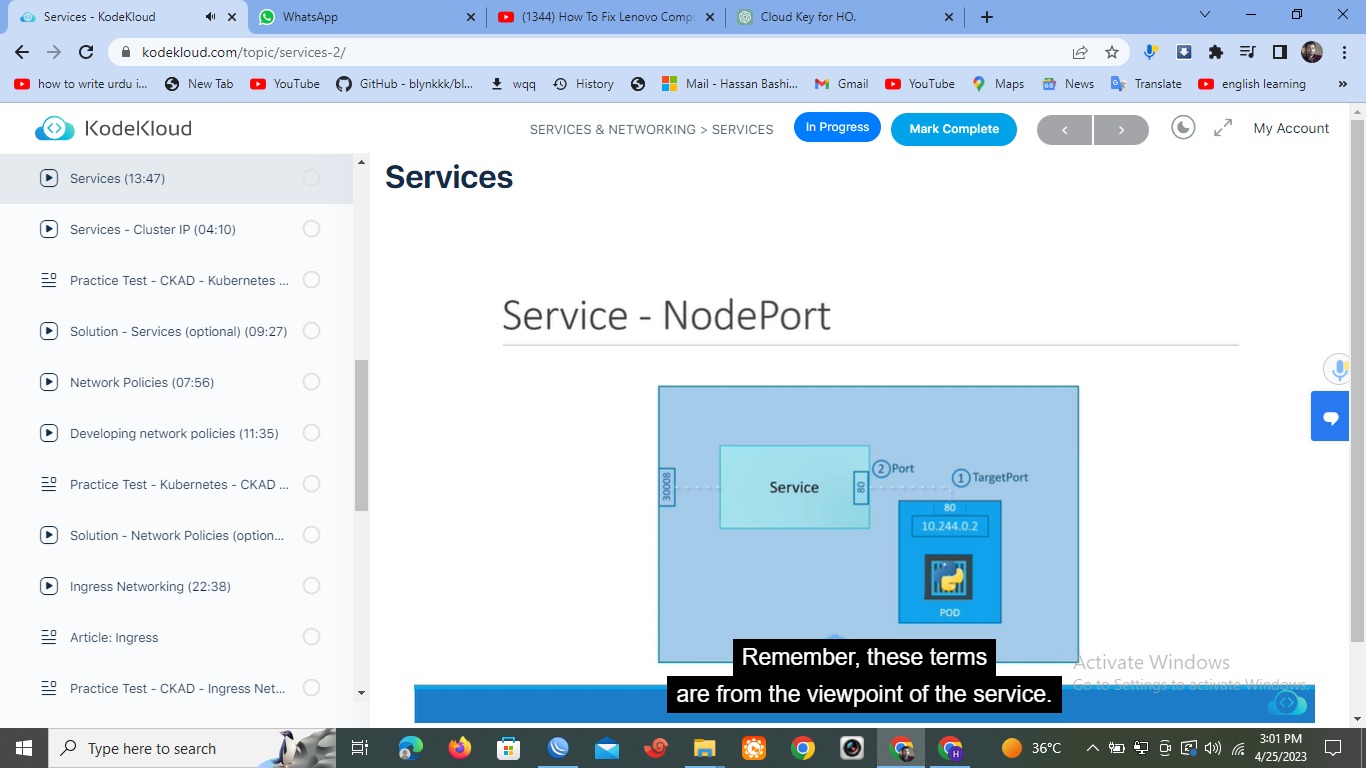 Services - KodeKloud
WhatsApp
(1344) How To Fix Lenovo Compu
Cloud Key for HO.
kodekloud.com/topic/services-2/
how to write urdu i...
New Tab
YouTube
GitHub - blynkkk/bl...
wqq
History
Mail - Hassan Bashi...
Gmail
YouTube
Maps
News
Translate
english learning
»
KodeKloud
SERVICES & NETWORKING > SERVICES
In Progress
Mark Complete
<
>
My Account
Services (13:47)
Services - Cluster IP (04:10)
Practice Test - CKAD - Kubernetes ...
Solution - Services (optional) (09:27)
Network Policies (07:56)
Developing network policies (11:35)
Practice Test - Kubernetes - CKAD ...
Solution - Network Policies (option...
Ingress Networking (22:38)
Article: Ingress
Practice Test - CKAD - Ingress Net...
Services
Service - NodePort
30008
Service
80
2 Port
1 TargetPort
80
10.244.0.2
POD
Remember, these terms
are from the viewpoint of the service.
Activate Windows
Go to Settings to activate Windows.
Type here to search
H
36°C
3:01 PM
4/25/2023